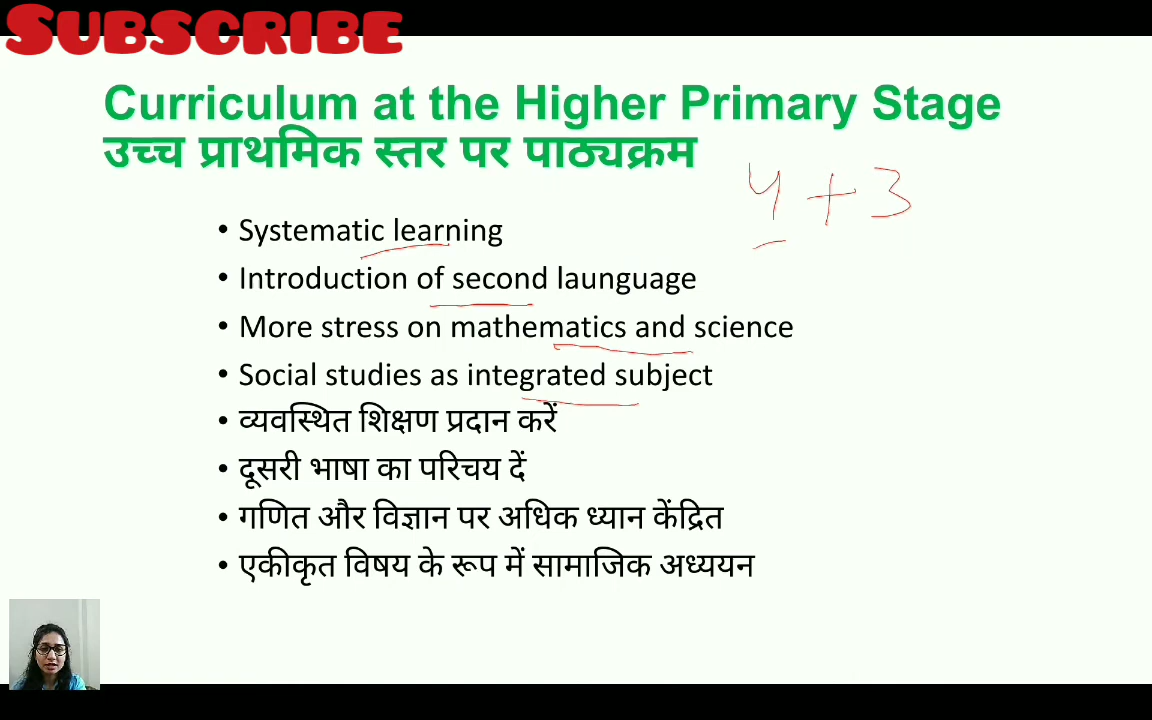 SUBSCRIBE
Curriculum at the Higher Primary Stage
उच्च प्राथमिक स्तर पर पाठ्यक्रम
4 + 3
• Systematic learning
• Introduction of second launguage
• More stress on mathematics and science
• Social studies as integrated subject
• व्यवस्थित शिक्षण प्रदान करें
• दूसरी भाषा का परिचय दें
• गणित और विज्ञान पर अधिक ध्यान केंद्रित
• एकीकृत विषय के रूप में सामाजिक अध्ययन